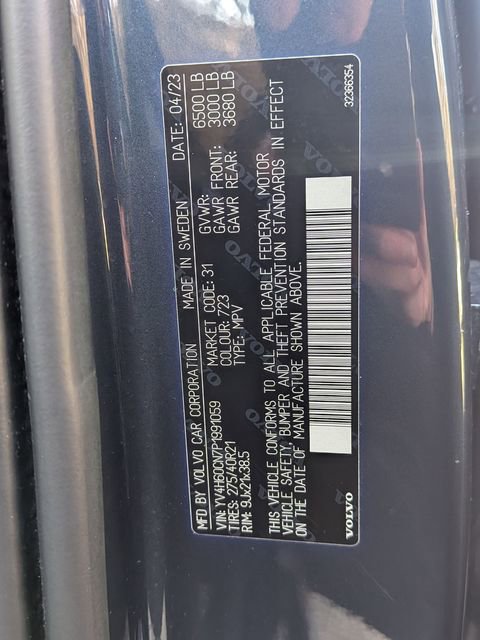 MFD BY VOLVO CAR CORPORATION MADE IN SWEDEN DATE: 04/23
VIN: YV4H60CN7P1991059 MARKET CODE: 31 GVWR: 6500 LB
TIRES: 275/40R21 COLOUR: 723 GAWR FRONT: 3000 LB
RIM: 9Jx21x38.5 TYPE: MPV GAWR REAR: 3680 LB
THIS VEHICLE CONFORMS TO ALL APPLICABLE FEDERAL MOTOR
VEHICLE SAFETY, BUMPER AND THEFT PREVENTION STANDARDS IN EFFECT
ON THE DATE OF MANUFACTURE SHOWN ABOVE.
VOLVO 32366354